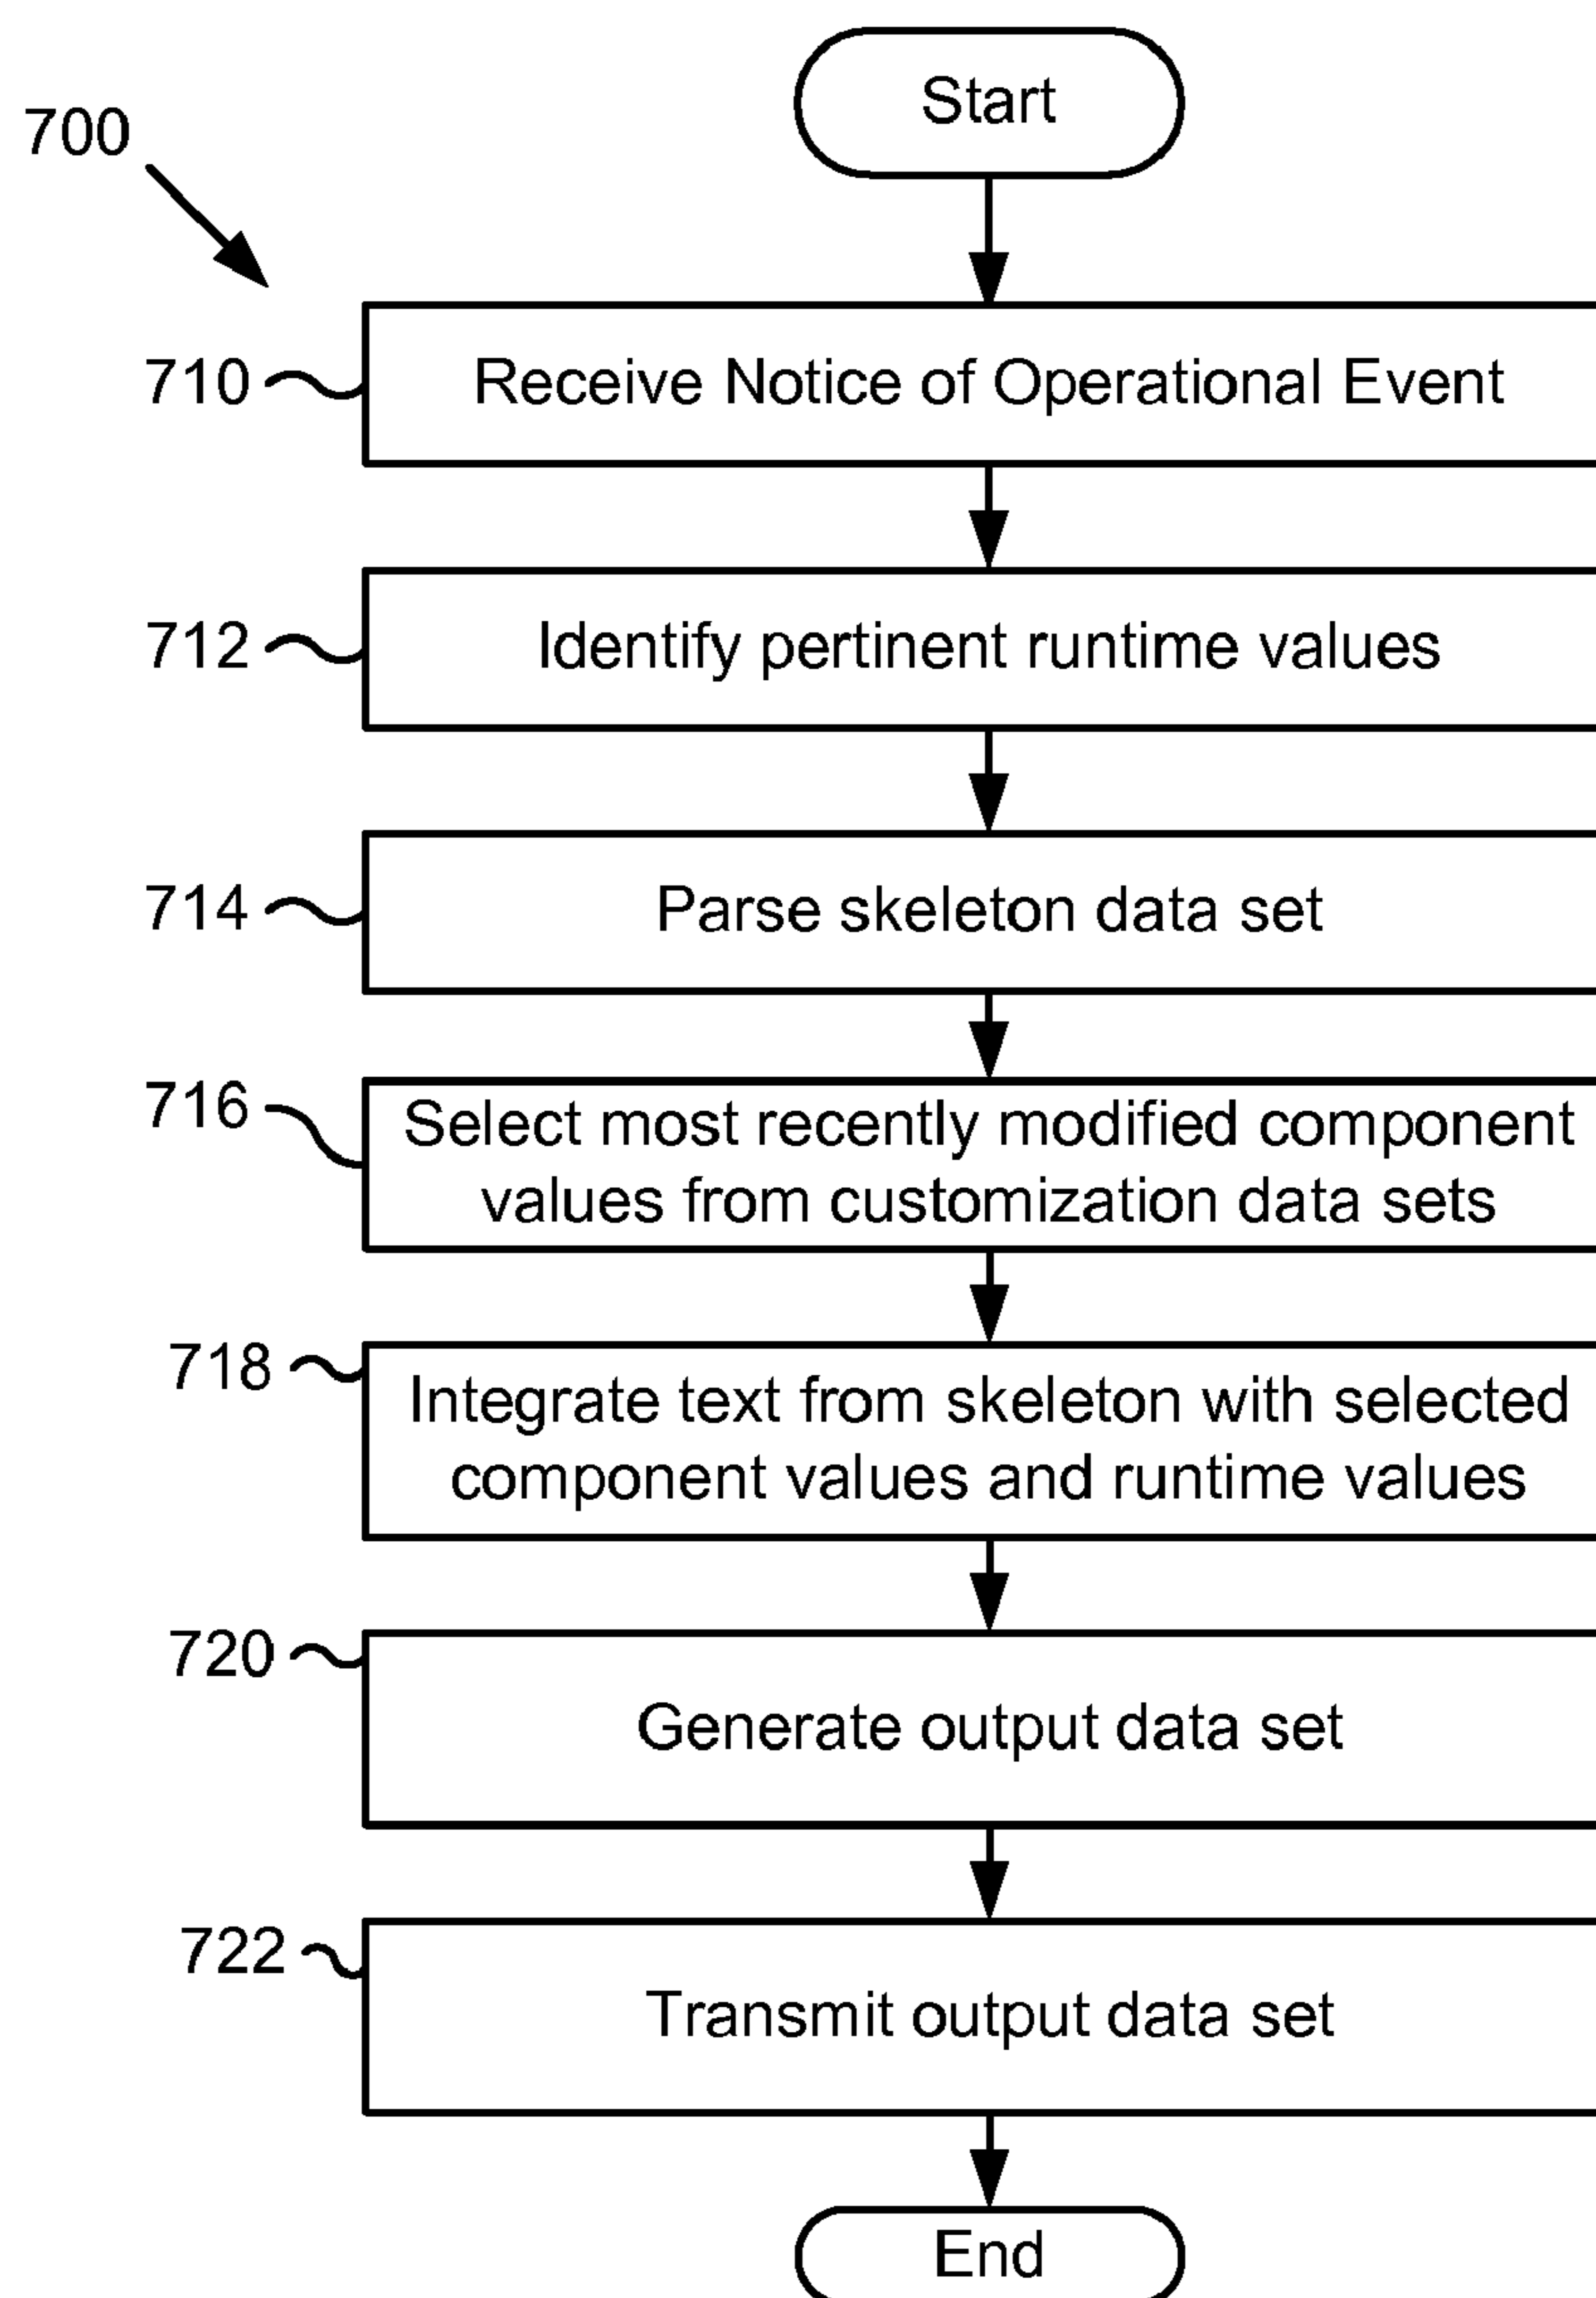 Start
700
710
Receive Notice of Operational Event
712
Identify pertinent runtime values
714
Parse skeleton data set
716
Select most recently modified component
values from customization data sets
718
Integrate text from skeleton with selected
component values and runtime values
720
Generate output data set
722
Transmit output data set
End